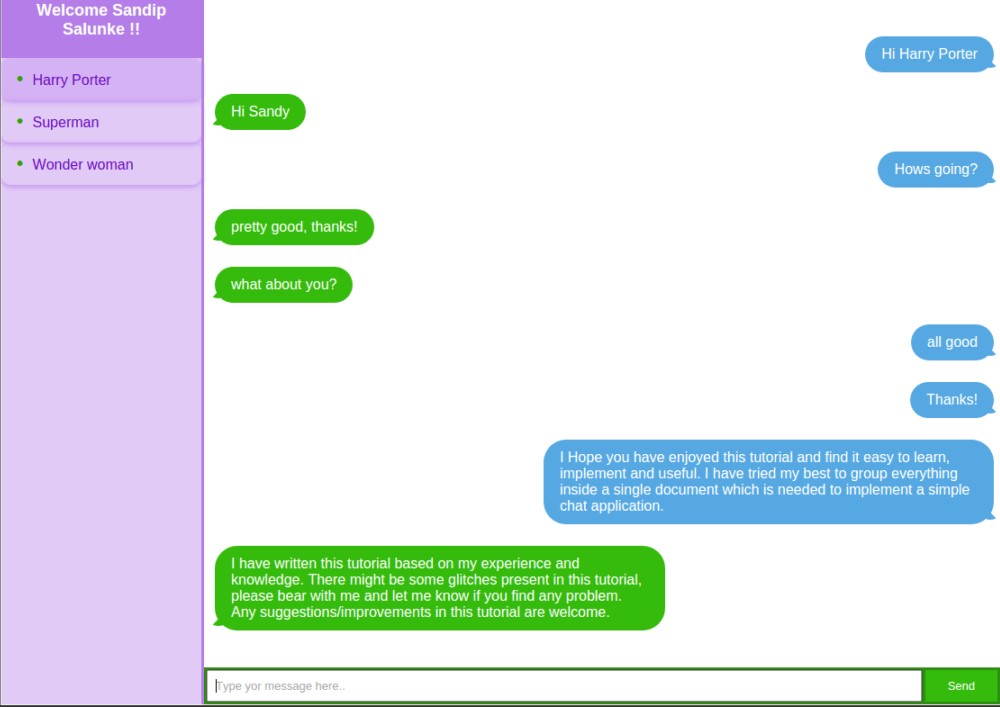 Welcome Sandip
Salunke !!
Harry Porter
Superman
Wonder woman
Hi Harry Porter
Hi Sandy
Hows going?
pretty good, thanks!
what about you?
all good
Thanks!
I Hope you have enjoyed this tutorial and find it easy to learn,
implement and useful. I have tried my best to group everything
inside a single document which is needed to implement a simple
chat application.
I have written this tutorial based on my experience and
knowledge. There might be some glitches present in this tutorial,
please bear with me and let me know if you find any problem.
Any suggestions/improvements in this tutorial are welcome.
Type yor message here..
Send